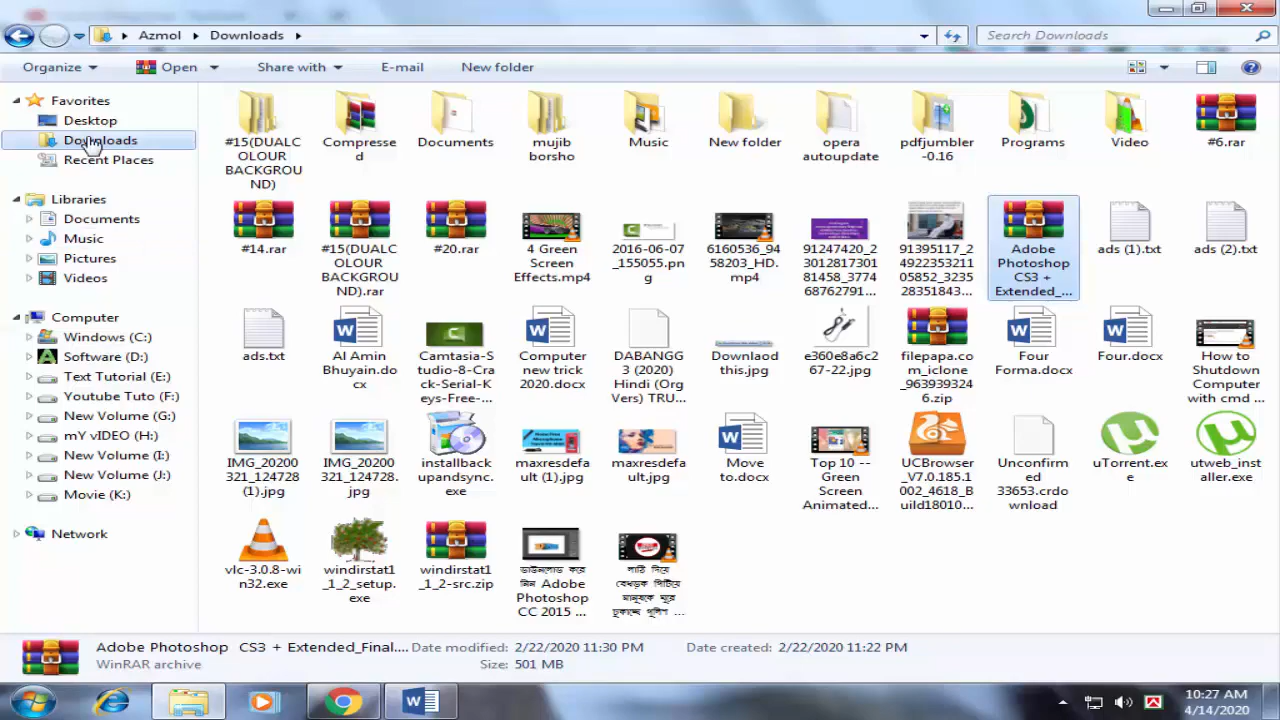 Azmol
Downloads
Search Downloads
Organize
Open
Share with
E-mail
New folder
Favorites
Desktop
Downloads
Recent Places
Libraries
Documents
Music
Pictures
Videos
Computer
Windows (C:)
Software (D:)
Text Tutorial (E:)
Youtube Tuto (F:)
New Volume (G:)
mY vIDEO (H:)
New Volume (I:)
New Volume (J:)
Movie (K:)
Network
#15(DUAL
COLOUR
BACKGROU
ND)
Compresse
d
Documents
mujib
borsho
Music
New folder
opera
autoupdate
pdfjumbler
-0.16
Programs
Video
#6.rar
#14.rar
#15(DUAL
COLOUR
BACKGROU
ND).rar
#20.rar
4 Green
Screen
Effects.mp4
2016-06-07
_155055.pn
g
6160536_94
58203_HD.
mp4
91247420_2
3012817301
81458_3774
68762791...
91395117_2
4922353211
05852_3235
28351843...
Adobe
Photoshop
CS3 +
Extended_...
ads (1).txt
ads (2).txt
ads.txt
Al Amin
Bhuyain.do
cx
Camtasia-S
tudio-8-Cra
ck-Serial-K
eys-Free-...
Computer
new trick
2020.docx
DABANGG
3 (2020)
Hindi (Org
Vers) TRU...
Downlaod
this.jpg
e360e8a6c2
67-22.jpg
filepapa.co
m_iclone
_963939324
6.zip
Four
Forma.docx
Four.docx
How to
Shutdown
Computer
with cmd ...
IMG_20200
321_124728
(1).jpg
IMG_20200
321_124728.
jpg
installback
upandsync.
exe
maxresdefa
ult (1).jpg
maxresdefa
ult.jpg
Move
to.docx
Top 10 --
Green
Screen
Animated...
UCBrowser
_V7.0.185.1
002_4618_B
uild18010...
Unconfirm
ed
33653.crdo
wnload
uTorrent.ex
e
utweb_inst
aller.exe
vlc-3.0.8-wi
n32.exe
windirstat1
_1_2_setup.
exe
windirstat1
_1_2-src.zip
ডাউনলোড করে
নিন Adobe
Photoshop
CC 2015 ...
লাঠি দিয়ে
বেধড়ক পিটিয়ে
মানুষকে ঘরে
ঢুকাচ্ছে পুলিশ ...
Adobe Photoshop CS3 + Extended_Final....
Date modified: 2/22/2020 11:30 PM
Date created: 2/22/2020 11:22 PM
WinRAR archive
Size: 501 MB
10:27 AM
4/14/2020